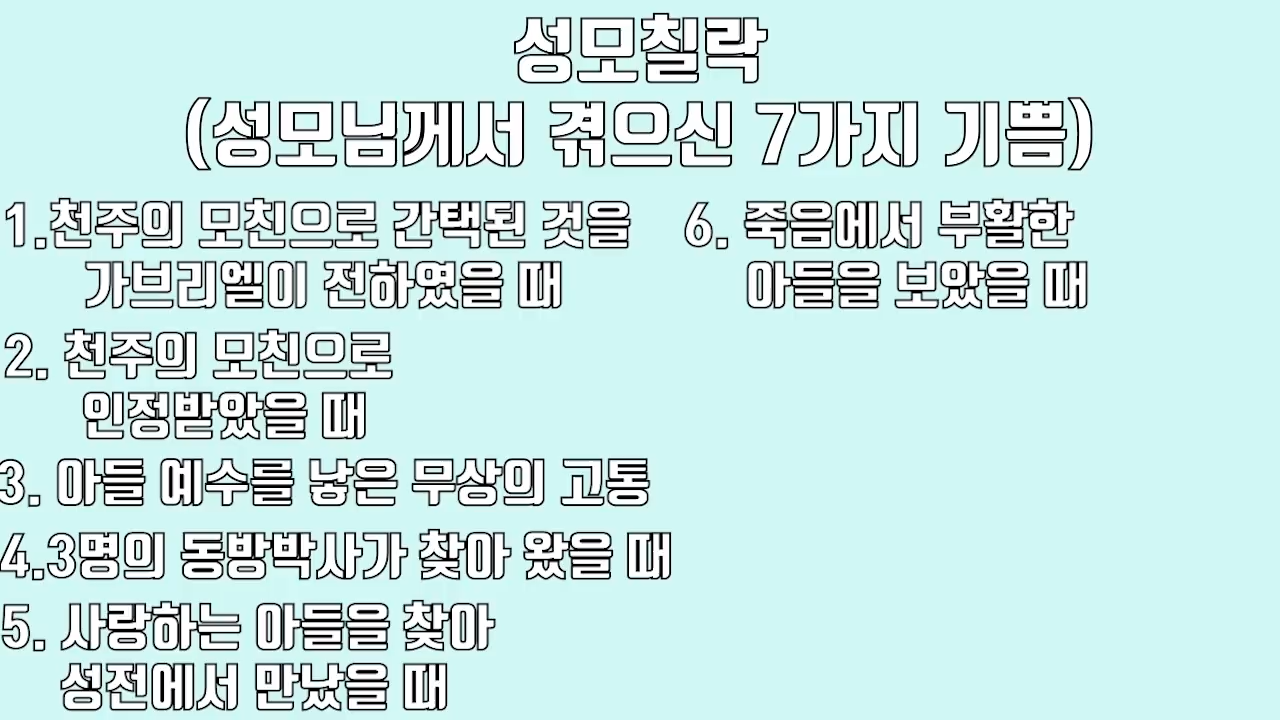 성모칠락
(성모님께서 겪으신 7가지 기쁨)
1.천주의 모친으로 간택된 것을
가브리엘이 전하였을 때
2. 천주의 모친으로
인정받았을 때
3. 아들 예수를 낳은 무상의 고통
4.3명의 동방박사가 찾아 왔을 때
5. 사랑하는 아들을 찾아
성전에서 만났을 때
6. 죽음에서 부활한
아들을 보았을 때